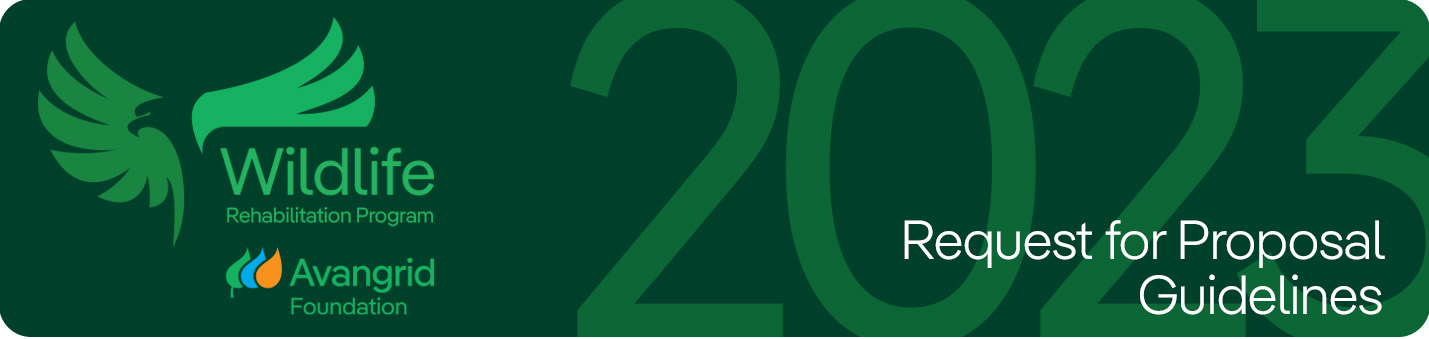 Wildlife
Rehabilitation Program
Avangrid
Foundation
2023
Request for Proposal
Guidelines